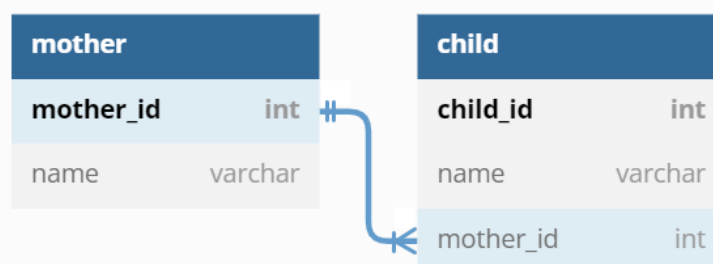 mother
mother_id int
name varchar
child
child_id int
name varchar
mother_id int